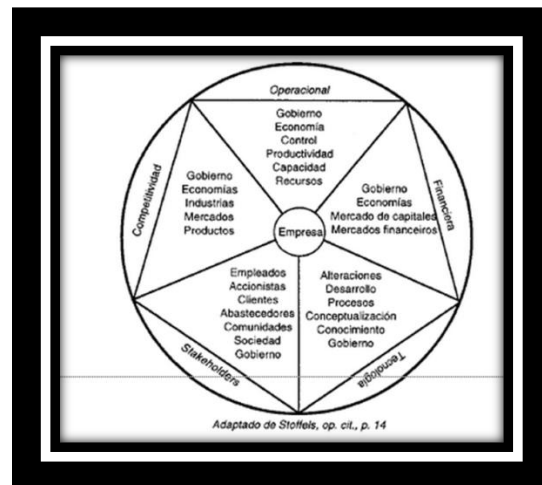 Operacional
Gobierno
Economía
Control
Productividad
Capacidad
Recursos
Competitividad
Gobierno
Economías
Industrias
Mercados
Productos
Financiera
Gobierno
Economías
Mercado de capitales
Mercados financieros
Empresa
Empleados
Accionistas
Clientes
Abastecedores
Comunidades
Sociedad
Gobierno
Stakeholders
Alteraciones
Desarrollo
Procesos
Conceptualización
Conocimiento
Gobierno
Tecnología
Adaptado de Stoffels, op. cit., p. 14